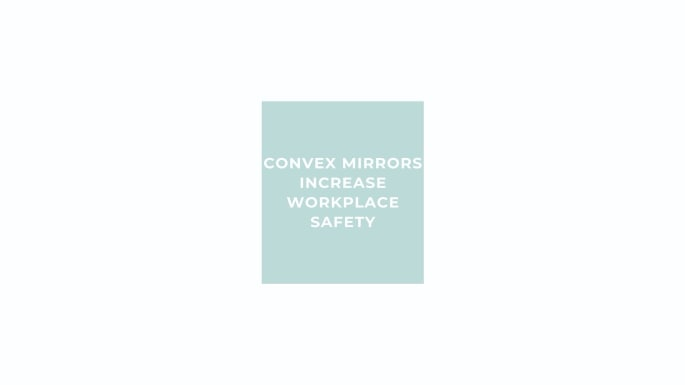 CONVEX MIRRORS
INCREASE
WORKPLACE
SAFETY